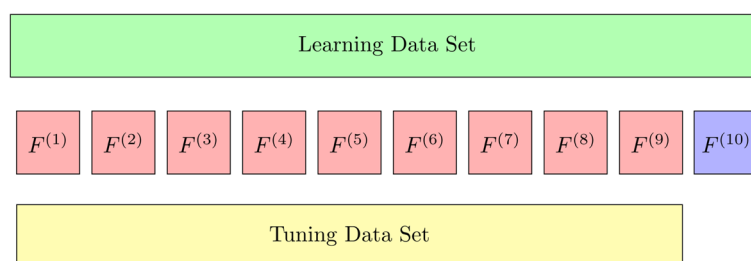 Learning Data Set
F^(1) F^(2) F^(3) F^(4) F^(5) F^(6) F^(7) F^(8) F^(9) F^(10)
Tuning Data Set